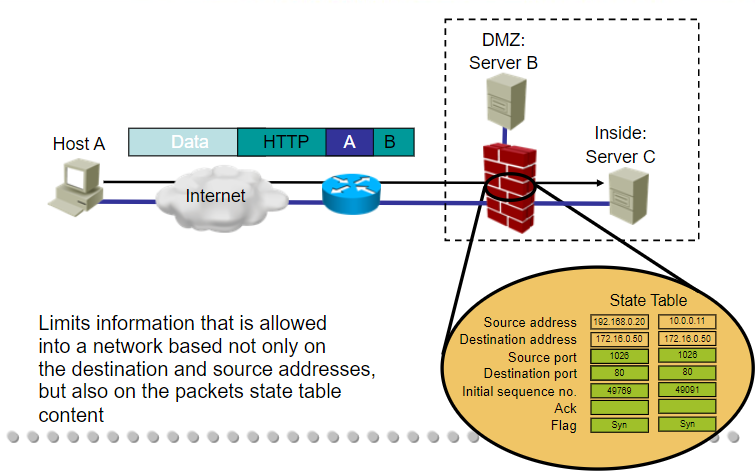 DMZ:
Server B
Host A
Data HTTP A B
Inside:
Server C
Internet
Limits information that is allowed
into a network based not only on
the destination and source addresses,
but also on the packets state table
content
State Table
Source address 192.168.0.20 10.0.0.11
Destination address 172.16.0.50 172.16.0.50
Source port 1026 1026
Destination port 80 80
Initial sequence no. 49769 49091
Ack
Flag Syn Syn